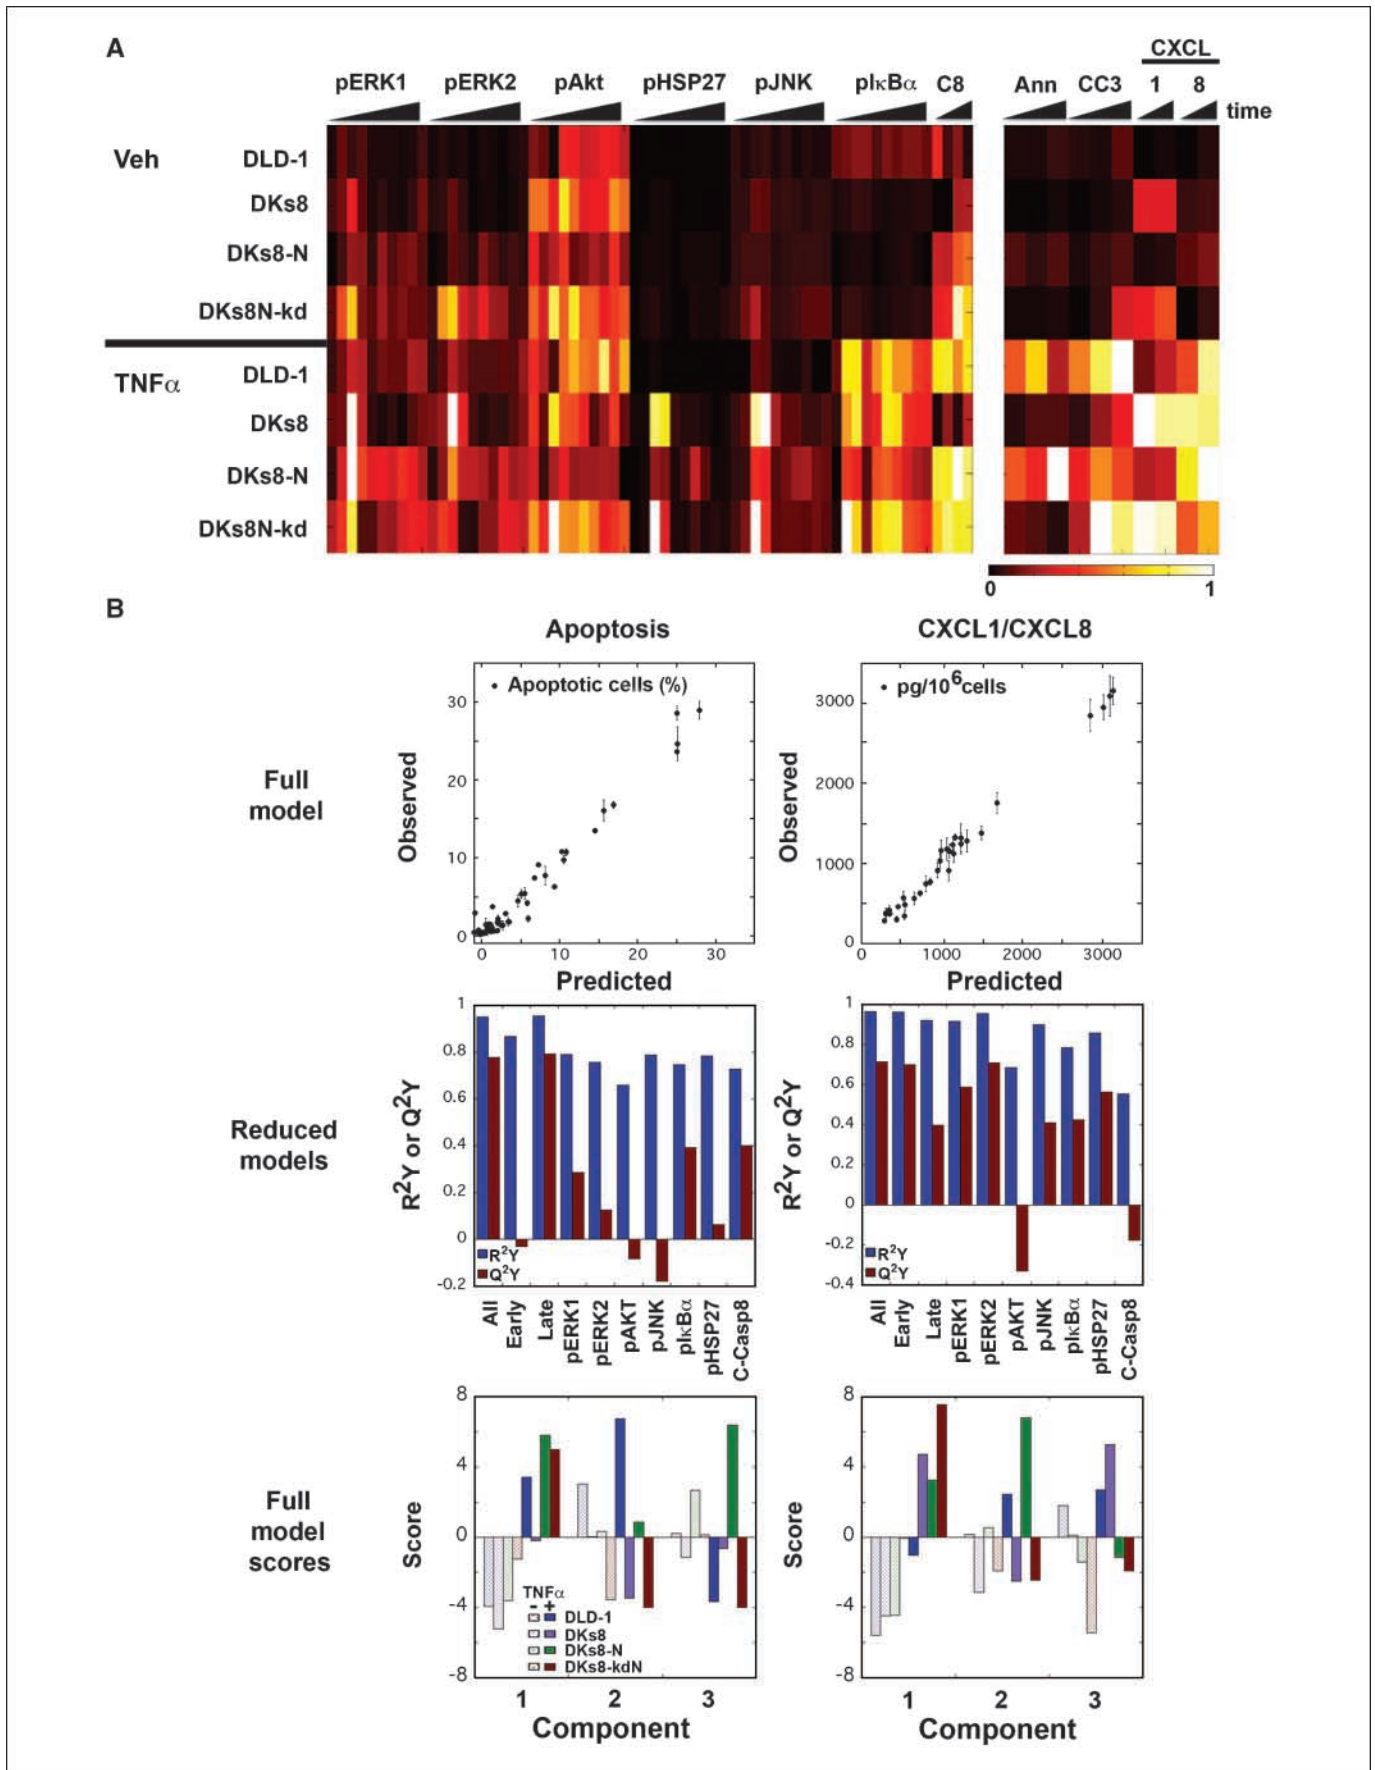 A
CXCL
pERK1 pERK2 pAkt pHSP27 pJNK pIκBα C8 Ann CC3 1 8
time
Veh
DLD-1
DKs8
DKs8-N
DKs8N-kd
TNFα
DLD-1
DKs8
DKs8-N
DKs8N-kd
0 1
B
Apoptosis
CXCL1/CXCL8
Full
model
Observed
Apoptotic cells (%)
30
20
10
0
0 10 20 30
Predicted
Observed
pg/10⁶cells
3000
2000
1000
0
0 1000 2000 3000
Predicted
Reduced
models
R²Y or Q²Y
1
0.8
0.6
0.4
0.2
0
-0.2
R²Y
Q²Y
All Early Late pERK1 pERK2 pAKT pJNK pIκBα pHSP27 C-Casp8
R²Y or Q²Y
1
0.8
0.6
0.4
0.2
0
-0.2
-0.4
R²Y
Q²Y
All Early Late pERK1 pERK2 pAKT pJNK pIκBα pHSP27 C-Casp8
Full
model
scores
Score
8
4
0
-4
-8
TNFα
- +
DLD-1
DKs8
DKs8-N
DKs8-kdN
1 2 3
Component
Score
8
4
0
-4
-8
1 2 3
Component